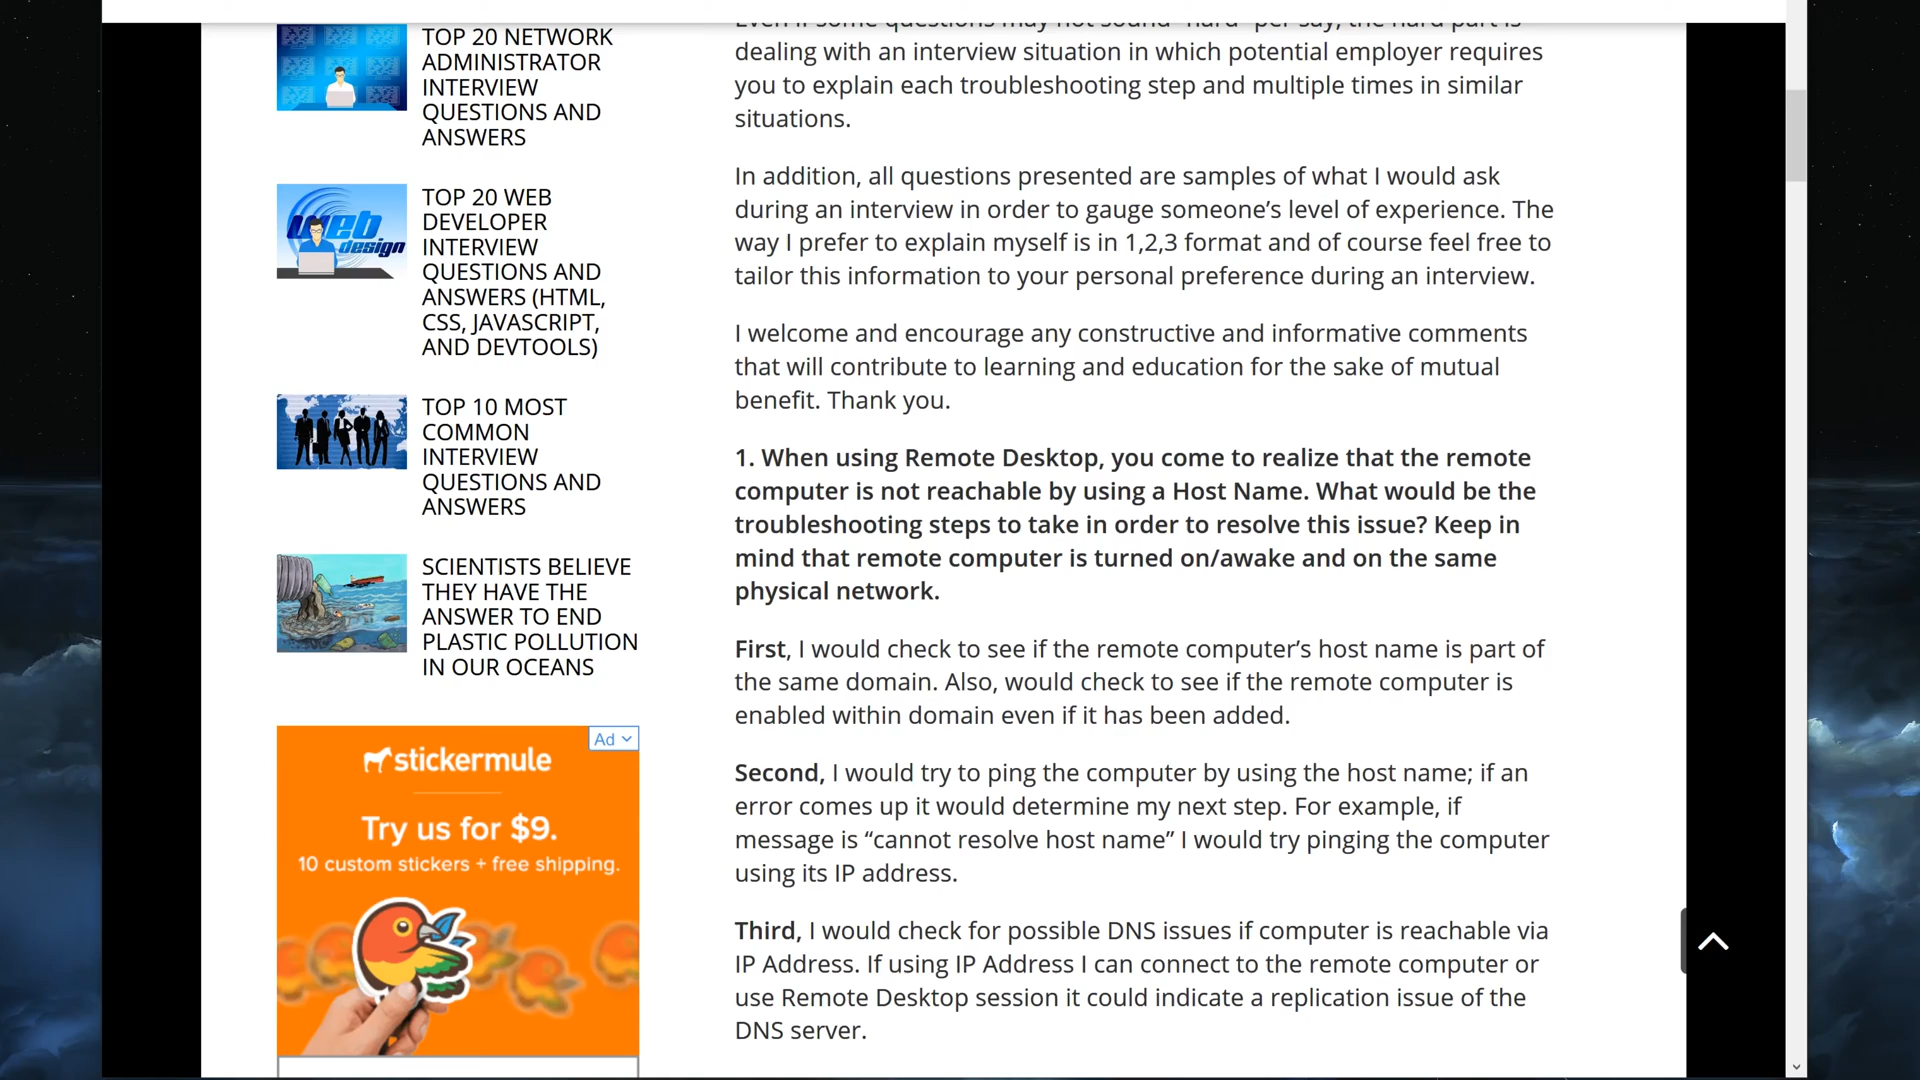 TOP 20 NETWORK
ADMINISTRATOR
INTERVIEW
QUESTIONS AND
ANSWERS
TOP 20 WEB
DEVELOPER
INTERVIEW
QUESTIONS AND
ANSWERS (HTML,
CSS, JAVASCRIPT,
AND DEVTOOLS)
web
design
TOP 10 MOST
COMMON
INTERVIEW
QUESTIONS AND
ANSWERS
SCIENTISTS BELIEVE
THEY HAVE THE
ANSWER TO END
PLASTIC POLLUTION
IN OUR OCEANS
Ad
stickermule
Try us for $9.
10 custom stickers + free shipping.
Even if some questions may not sound "hard" per say, the hard part is
dealing with an interview situation in which potential employer requires
you to explain each troubleshooting step and multiple times in similar
situations.
In addition, all questions presented are samples of what I would ask
during an interview in order to gauge someone’s level of experience. The
way I prefer to explain myself is in 1,2,3 format and of course feel free to
tailor this information to your personal preference during an interview.
I welcome and encourage any constructive and informative comments
that will contribute to learning and education for the sake of mutual
benefit. Thank you.
1. When using Remote Desktop, you come to realize that the remote
computer is not reachable by using a Host Name. What would be the
troubleshooting steps to take in order to resolve this issue? Keep in
mind that remote computer is turned on/awake and on the same
physical network.
First, I would check to see if the remote computer’s host name is part of
the same domain. Also, would check to see if the remote computer is
enabled within domain even if it has been added.
Second, I would try to ping the computer by using the host name; if an
error comes up it would determine my next step. For example, if
message is “cannot resolve host name” I would try pinging the computer
using its IP address.
Third, I would check for possible DNS issues if computer is reachable via
IP Address. If using IP Address I can connect to the remote computer or
use Remote Desktop session it could indicate a replication issue of the
DNS server.